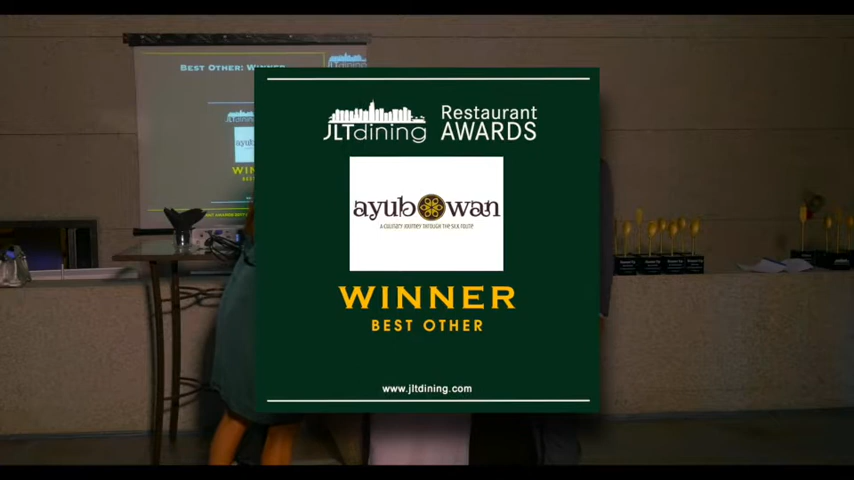 BEST OTHER: WINNER
JLTdining
Restaurant
AWARDS
ayubowan
A CULINARY JOURNEY THROUGH THE SILK ROUTE
WINNER
BEST OTHER
www.jltdining.com